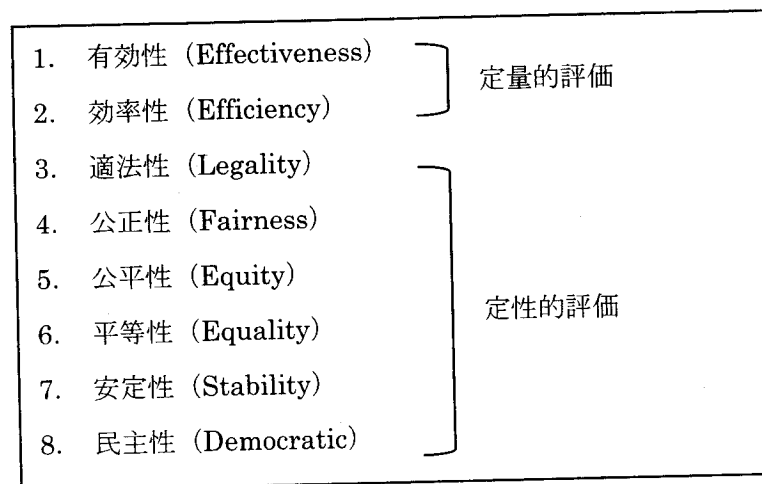 1. 有効性 (Effectiveness)
定量的評価
2. 効率性 (Efficiency)
3. 適法性 (Legality)
4. 公正性 (Fairness)
5. 公平性 (Equity)
定性的評価
6. 平等性 (Equality)
7. 安定性 (Stability)
8. 民主性 (Democratic)